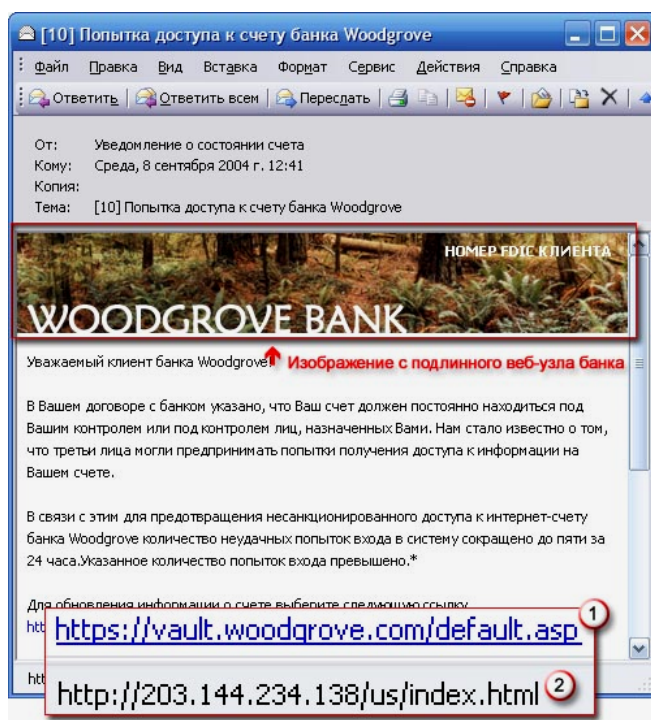 [10] Попытка доступа к счету банка Woodgrove
Файл Правка Вид Вставка Формат Сервис Действия Справка
Ответить Ответить всем Переслать
От: Уведомление о состоянии счета
Кому: Среда, 8 сентября 2004 г. 12:41
Копия:
Тема: [10] Попытка доступа к счету банка Woodgrove
НОМЕР FDIC КЛИЕНТА
WOODGROVE BANK
Уважаемый клиент банка Woodgrove!
Изображение с подлинного веб-узла банка
В Вашем договоре с банком указано, что Ваш счет должен постоянно находиться под
Вашим контролем или под контролем лиц, назначенных Вами. Нам стало известно о том,
что третьи лица могли предпринимать попытки получения доступа к информации на
Вашем счете.
В связи с этим для предотвращения несанкционированного доступа к интернет-счету
банка Woodgrove количество неудачных попыток входа в систему сокращено до пяти за
24 часа.Указанное количество попыток входа превышено.*
Для обновления информации о счете выберите следующую ссылку
htt
https://vault.woodgrove.com/default.asp 1
htt
http://203.144.234.138/us/index.html 2